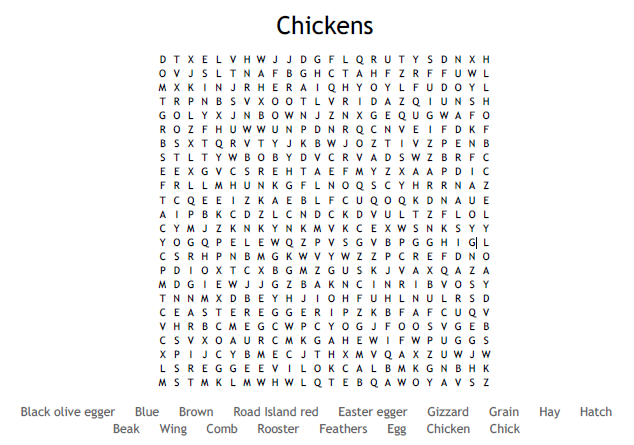 Chickens
D T X E L V H W J J D G F L Q R U T Y S D N X H
O V J S L T N A F B G H C T A H F Z R F F U W L
M X K I N J R H E R A I Q H Y O Y L F U D O Y L
T R P N B S V X O O T L V R I D A Z Q I U N S H
G O L Y X J N B O W N J Z N X G E Q U G W A F O
R O Z F H U W W U N P D N R Q C N V E I F D K F
B S X T Q R V T Y J K B W J O Z T I V Z P E N B
S T L T Y W B O B Y D V C R V A D S W Z B R F C
E E X G V C S R E H T A E F M Y Z X A A P D I C
F R L L M H U N K G F L N O Q S C Y H R R N A Z
T C Q E E I Z K A E B L F C U Q O Q K D N A U E
A I P B K C D Z L C N D C K D V U L T Z F L O L
C Y M J Z K N K Y N K M V K C E X W S N K S Y Y
Y O G Q P E L E W Q Z P V S G V B P G G H I G L
C S R H P N B M G K W V Y W Z Z P C R E F D N O
P D I O X T C X B G M Z G U S K J V A X Q A Z A
M D G I E W J J G Z B A K N C I N R I B V O S Y
T N N M X D B E Y H J I O H F U H L N U L R S D
C E A S T E R E G G E R I P Z K B F A F C U Q V
V H R B C M E G C W P C Y O G J F O O S V G E B
C S V X O A U R C M K G A H E W I F W P U G G S
X P I J C Y B M E C J T H X M V Q A X Z U W J W
L S R E G G E E V I L O K C A L B M K G N B H K
M S T M K L M W H W L Q T E B Q A W O Y A V S Z
Black olive egger Blue Brown Road Island red Easter egger Gizzard Grain Hay Hatch
Beak Wing Comb Rooster Feathers Egg Chicken Chick